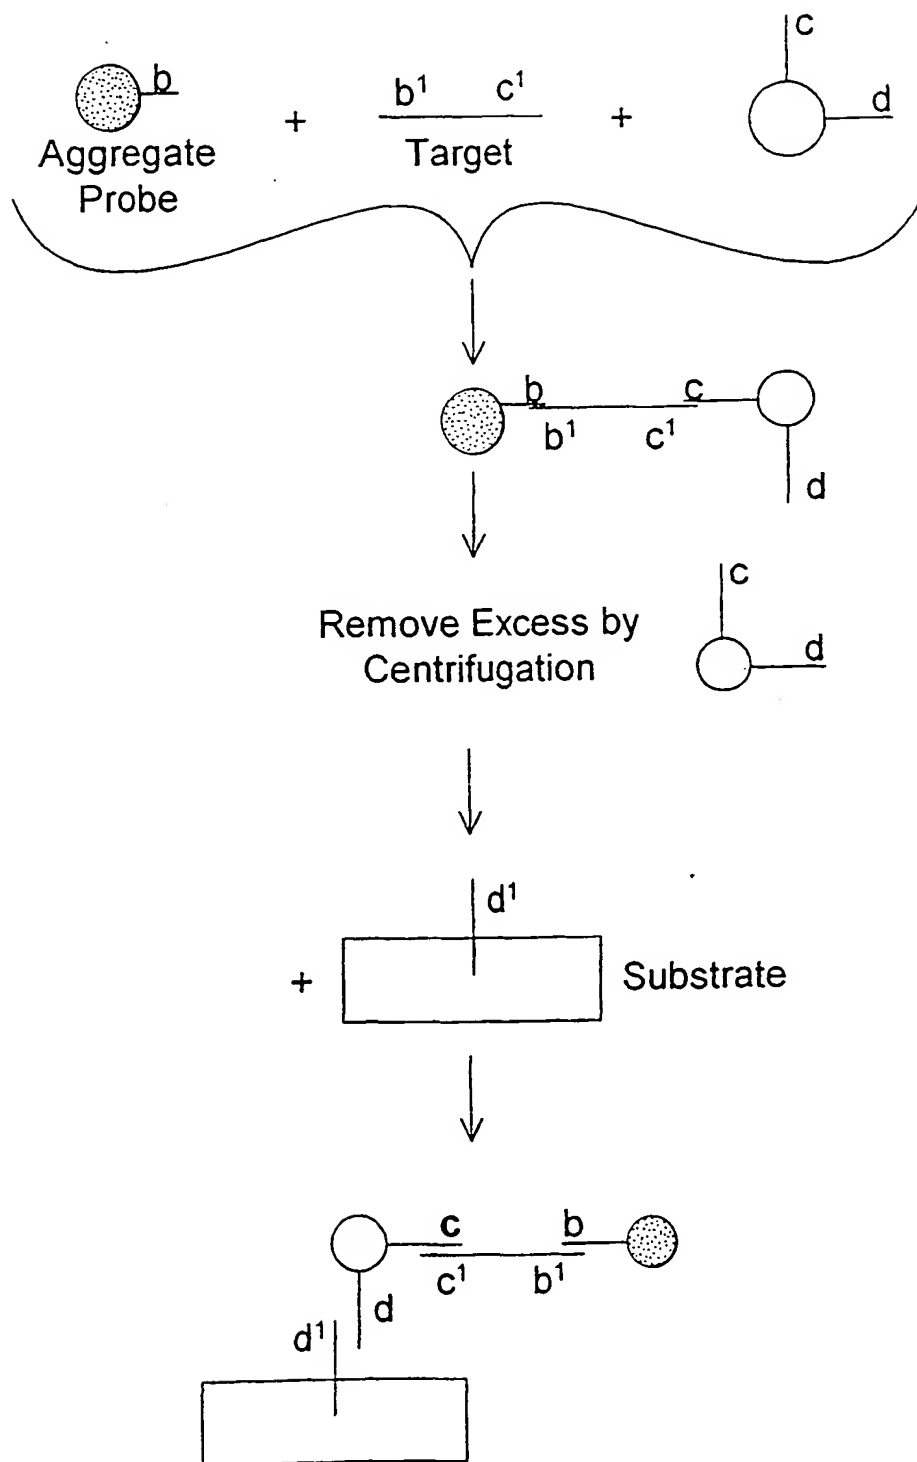 c
b
b¹ c¹
d
+ +
Aggregate
Probe
Target
b c
b¹ c¹
d
c
Remove Excess by
Centrifugation
d
d¹
+
Substrate
c b
c¹ b¹
d
d¹